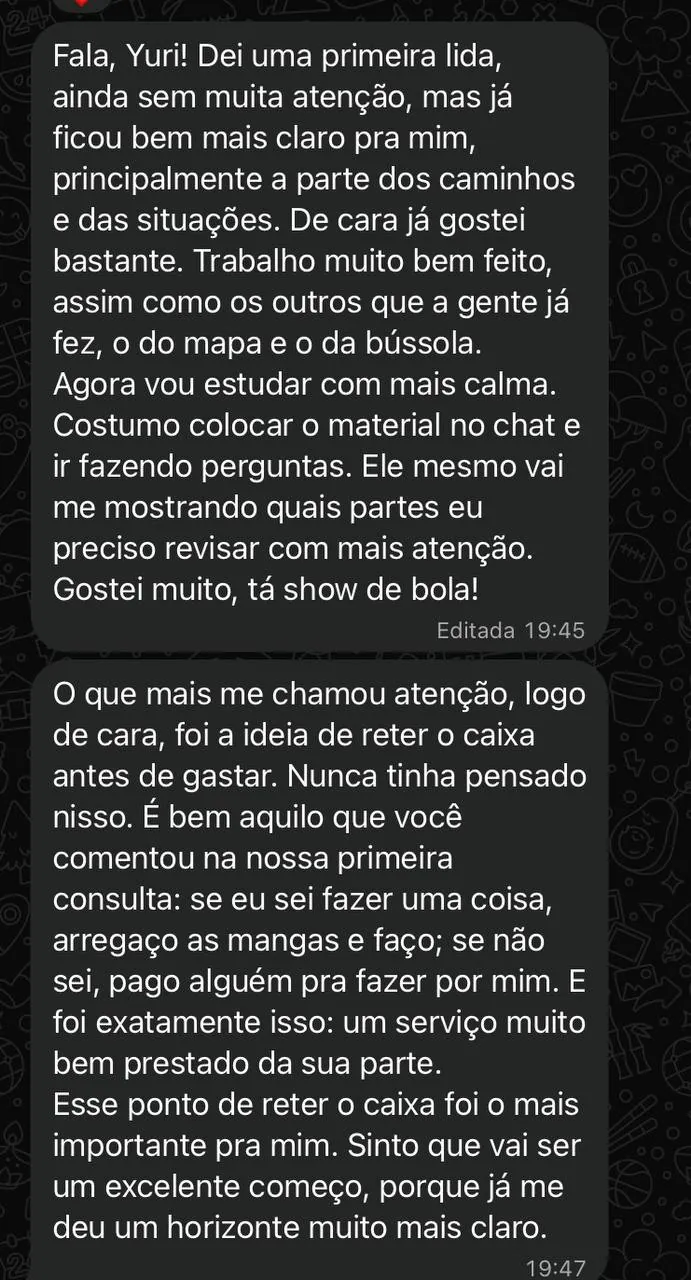 Fala, Yuri! Dei uma primeira lida,
ainda sem muita atenção, mas já
ficou bem mais claro pra mim,
principalmente a parte dos caminhos
e das situações. De cara já gostei
bastante. Trabalho muito bem feito,
assim como os outros que a gente já
fez, o do mapa e o da bússola.
Agora vou estudar com mais calma.
Costumo colocar o material no chat e
ir fazendo perguntas. Ele mesmo vai
me mostrando quais partes eu
preciso revisar com mais atenção.
Gostei muito, tá show de bola!
Editada 19:45
O que mais me chamou atenção, logo
de cara, foi a ideia de reter o caixa
antes de gastar. Nunca tinha pensado
nisso. É bem aquilo que você
comentou na nossa primeira
consulta: se eu sei fazer uma coisa,
arregaço as mangas e faço; se não
sei, pago alguém pra fazer por mim. E
foi exatamente isso: um serviço muito
bem prestado da sua parte.
Esse ponto de reter o caixa foi o mais
importante pra mim. Sinto que vai ser
um excelente começo, porque já me
deu um horizonte muito mais claro.
19:47